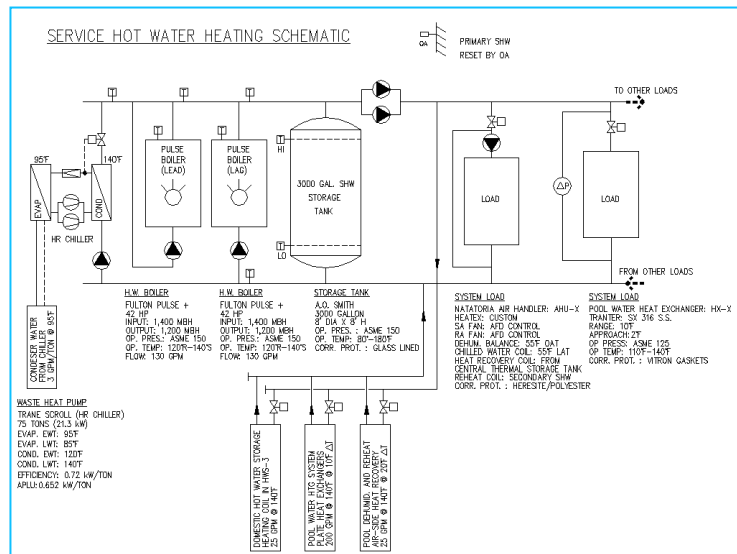 SERVICE HOT WATER HEATING SCHEMATIC
OA
PRIMARY SHW
RESET BY OA
TO OTHER LOADS
T
T
T
T
T
HI
PULSE
BOILER
(LEAD)
PULSE
BOILER
(LAG)
3000 GAL. SHW
STORAGE
TANK
95°F
140°F
EVAP
COND
HR CHILLER
LOAD
ΔP
LOAD
T
LO
T
FROM OTHER LOADS
CONDESER WATER
FROM CHILLER
3 GPM/TON @ 95°F
H.W. BOILER
FULTON PULSE +
42 HP
INPUT: 1,400 MBH
OUTPUT: 1,200 MBH
OP. PRESS: ASME 150
OP. TEMP: 120°R-140°S
FLOW: 130 GPM
H.W. BOILER
FULTON PULSE +
42 HP
INPUT: 1,400 MBH
OUTPUT: 1,200 MBH
OP. PRESS: ASME 150
OP. TEMP: 120°R-140°S
FLOW: 130 GPM
STORAGE TANK
A.O. SMITH
3000 GALLON
8' DIA X 8' H
OP. PRES. : ASME 150
OP. TEMP: 80°-180°F
CORR. PROT. : GLASS LINED
SYSTEM LOAD
NATATORIA AIR HANDLER: AHU-X
HEATEX: CUSTOM
SA FAN: AFD CONTROL
RA FAN: AFD CONTROL
DEHUM. BALANCE: 55°F OAT
CHILLED WATER COIL: 55°F LAT
HEAT RECOVERY COIL: FROM
CENTRAL THERMAL STORAGE TANK
REHEAT COIL: SECONDARY SHW
CORR. PROT. : HERESITE/POLYESTER
SYSTEM LOAD
POOL WATER HEAT EXCHANGER: HX-X
TRANTER: SX 316 S.S.
RANGE: 10°F
APPROACH:2°F
OP PRESS: ASME 125
OP TEMP: 110°F-140°F
CORR. PROT. : VITRON GASKETS
WASTE HEAT PUMP
TRANE SCROLL (HR CHILLER)
75 TONS (21.3 kW)
EVAP. EWT: 95°F
EVAP. LWT: 85°F
COND. EWT: 120°F
COND. LWT: 140°F
EFFICIENCY: 0.72 kW/TON
APLU:0.652 kW/TON
DOMESTIC HOT WATER STORAGE
HEATING COIL IN HWS-3
25 GPM @ 140°F
POOL WATER HTG SYSTEM
PLATE HEAT EXCHANGERS
200 GPM @ 140°F @ 10°F ΔT
POOL DEHUMID. AND REHEAT
AIR-SIDE HEAT RECOVERY
25 GPM @ 140°F @ 20°F ΔT